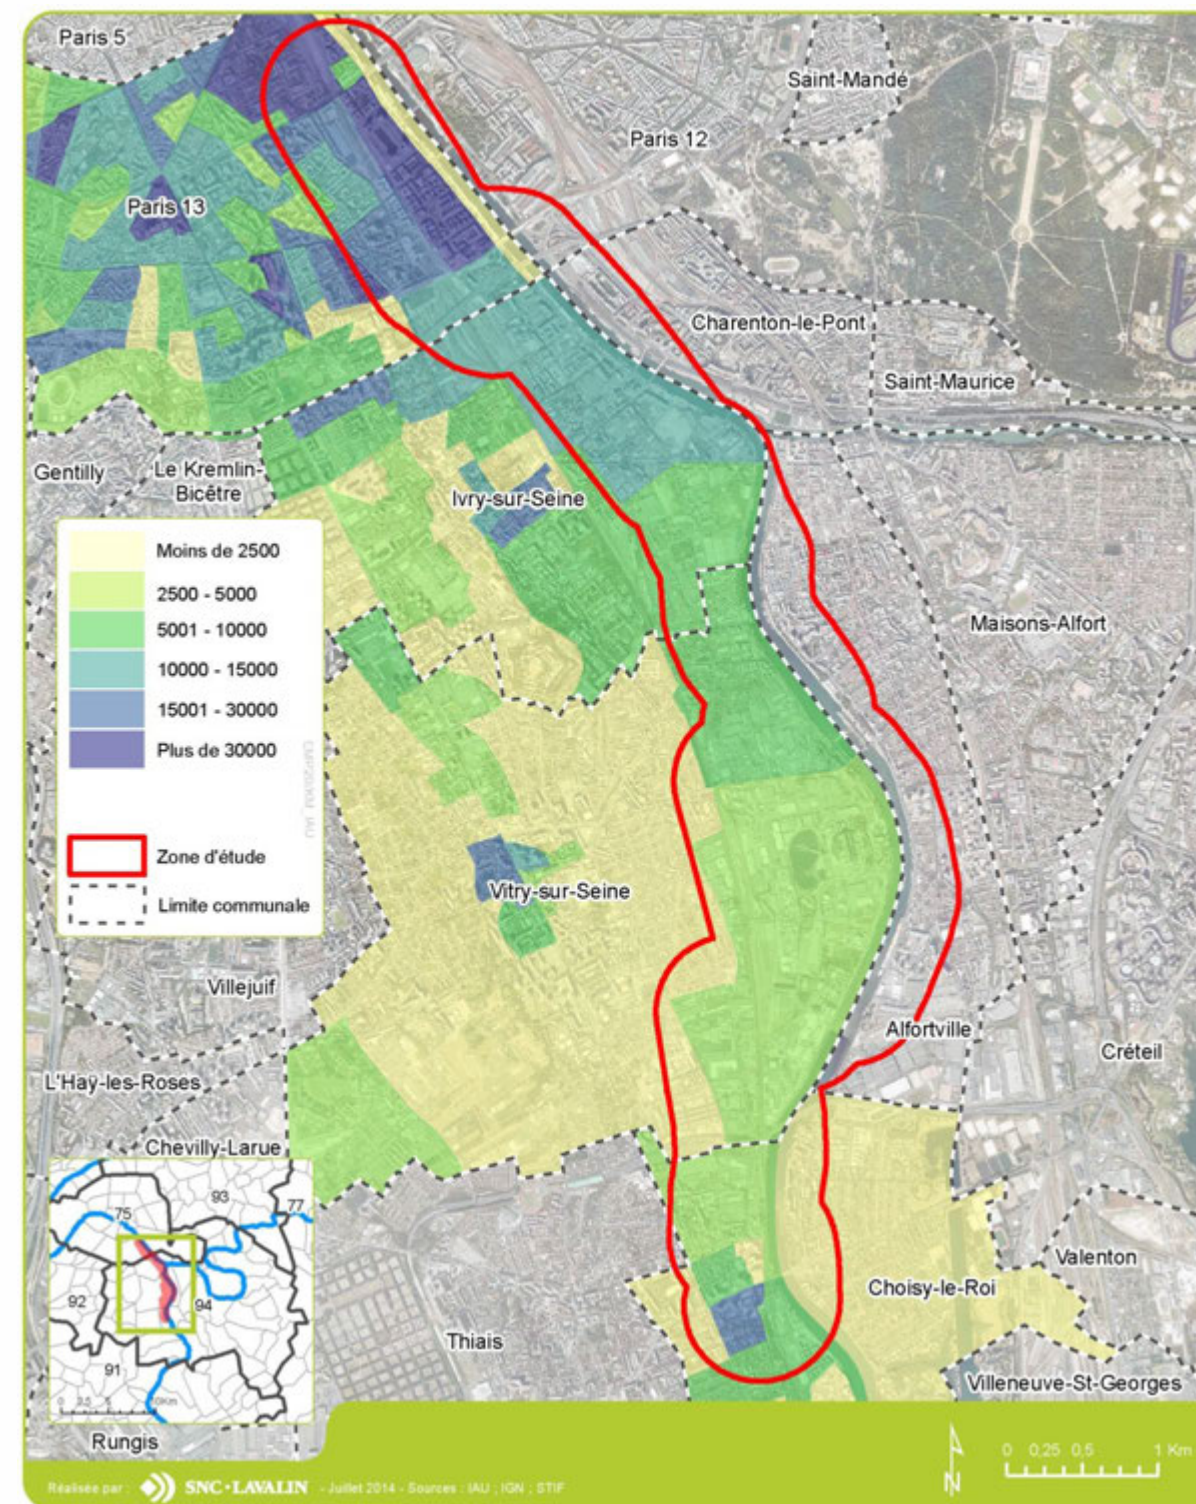 Paris 5
Saint-Mandé
Paris 12
Paris 13
Charenton-le-Pont
Saint-Maurice
Gentilly
Le Kremlin-
Bicêtre
Ivry-sur-Seine
Maisons-Alfort
Moins de 2500
2500 - 5000
5001 - 10000
10000 - 15000
15001 - 30000
Plus de 30000
Zone d'étude
Limite communale
Vitry-sur-Seine
Villejuif
Alfortville
Créteil
L'Haÿ-les-Roses
Chevilly-Larue
93
77
75
92
94
91
Valenton
Choisy-le-Roi
Thiais
Villeneuve-St-Georges
Rungis
0 0,25 0,5 1 Km
N
Réalisée par : SNC•LAVALIN - Juillet 2014 - Sources : IAU ; IGN ; STIF